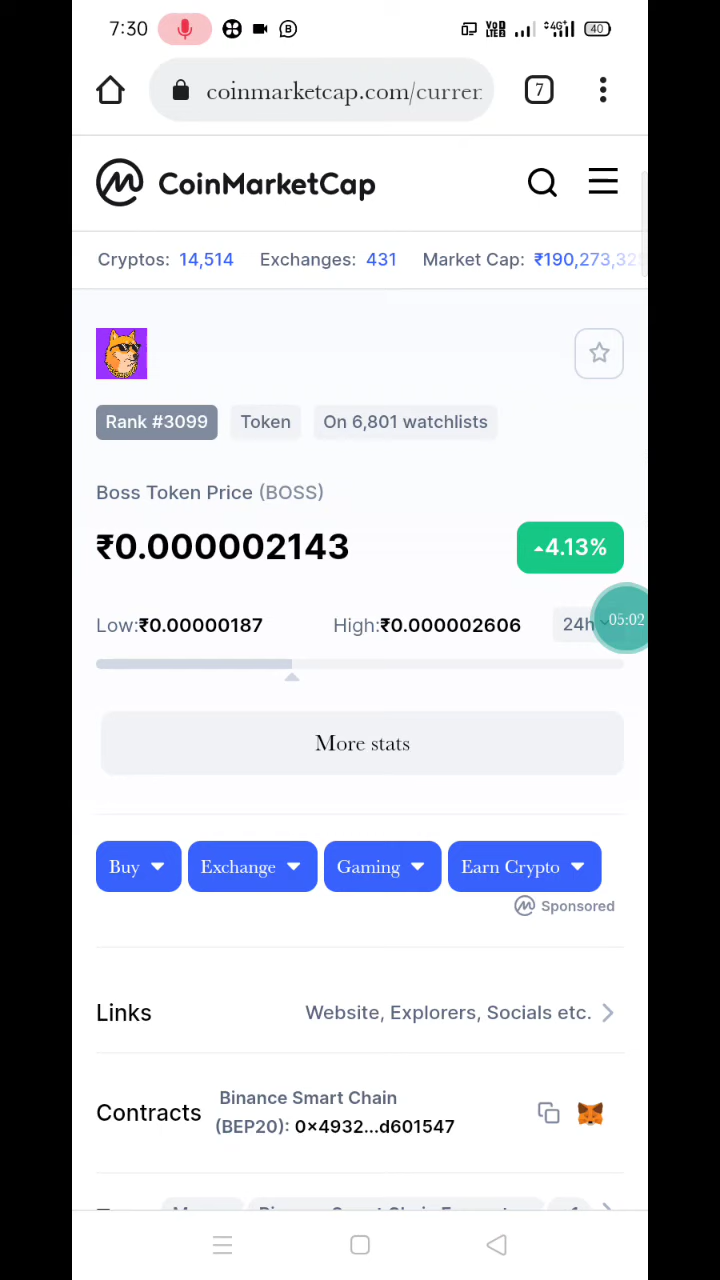 7:30
40
coinmarketcap.com/curren
7
CoinMarketCap
Cryptos: 14,514 Exchanges: 431 Market Cap: ₹190,273,32
Rank #3099 Token On 6,801 watchlists
Boss Token Price (BOSS)
₹0.000002143 4.13%
Low:₹0.00000187 High:₹0.000002606 24h
05:02
More stats
Buy Exchange Gaming Earn Crypto
Sponsored
Links Website, Explorers, Socials etc.
Binance Smart Chain
Contracts (BEP20): 0x4932...d601547